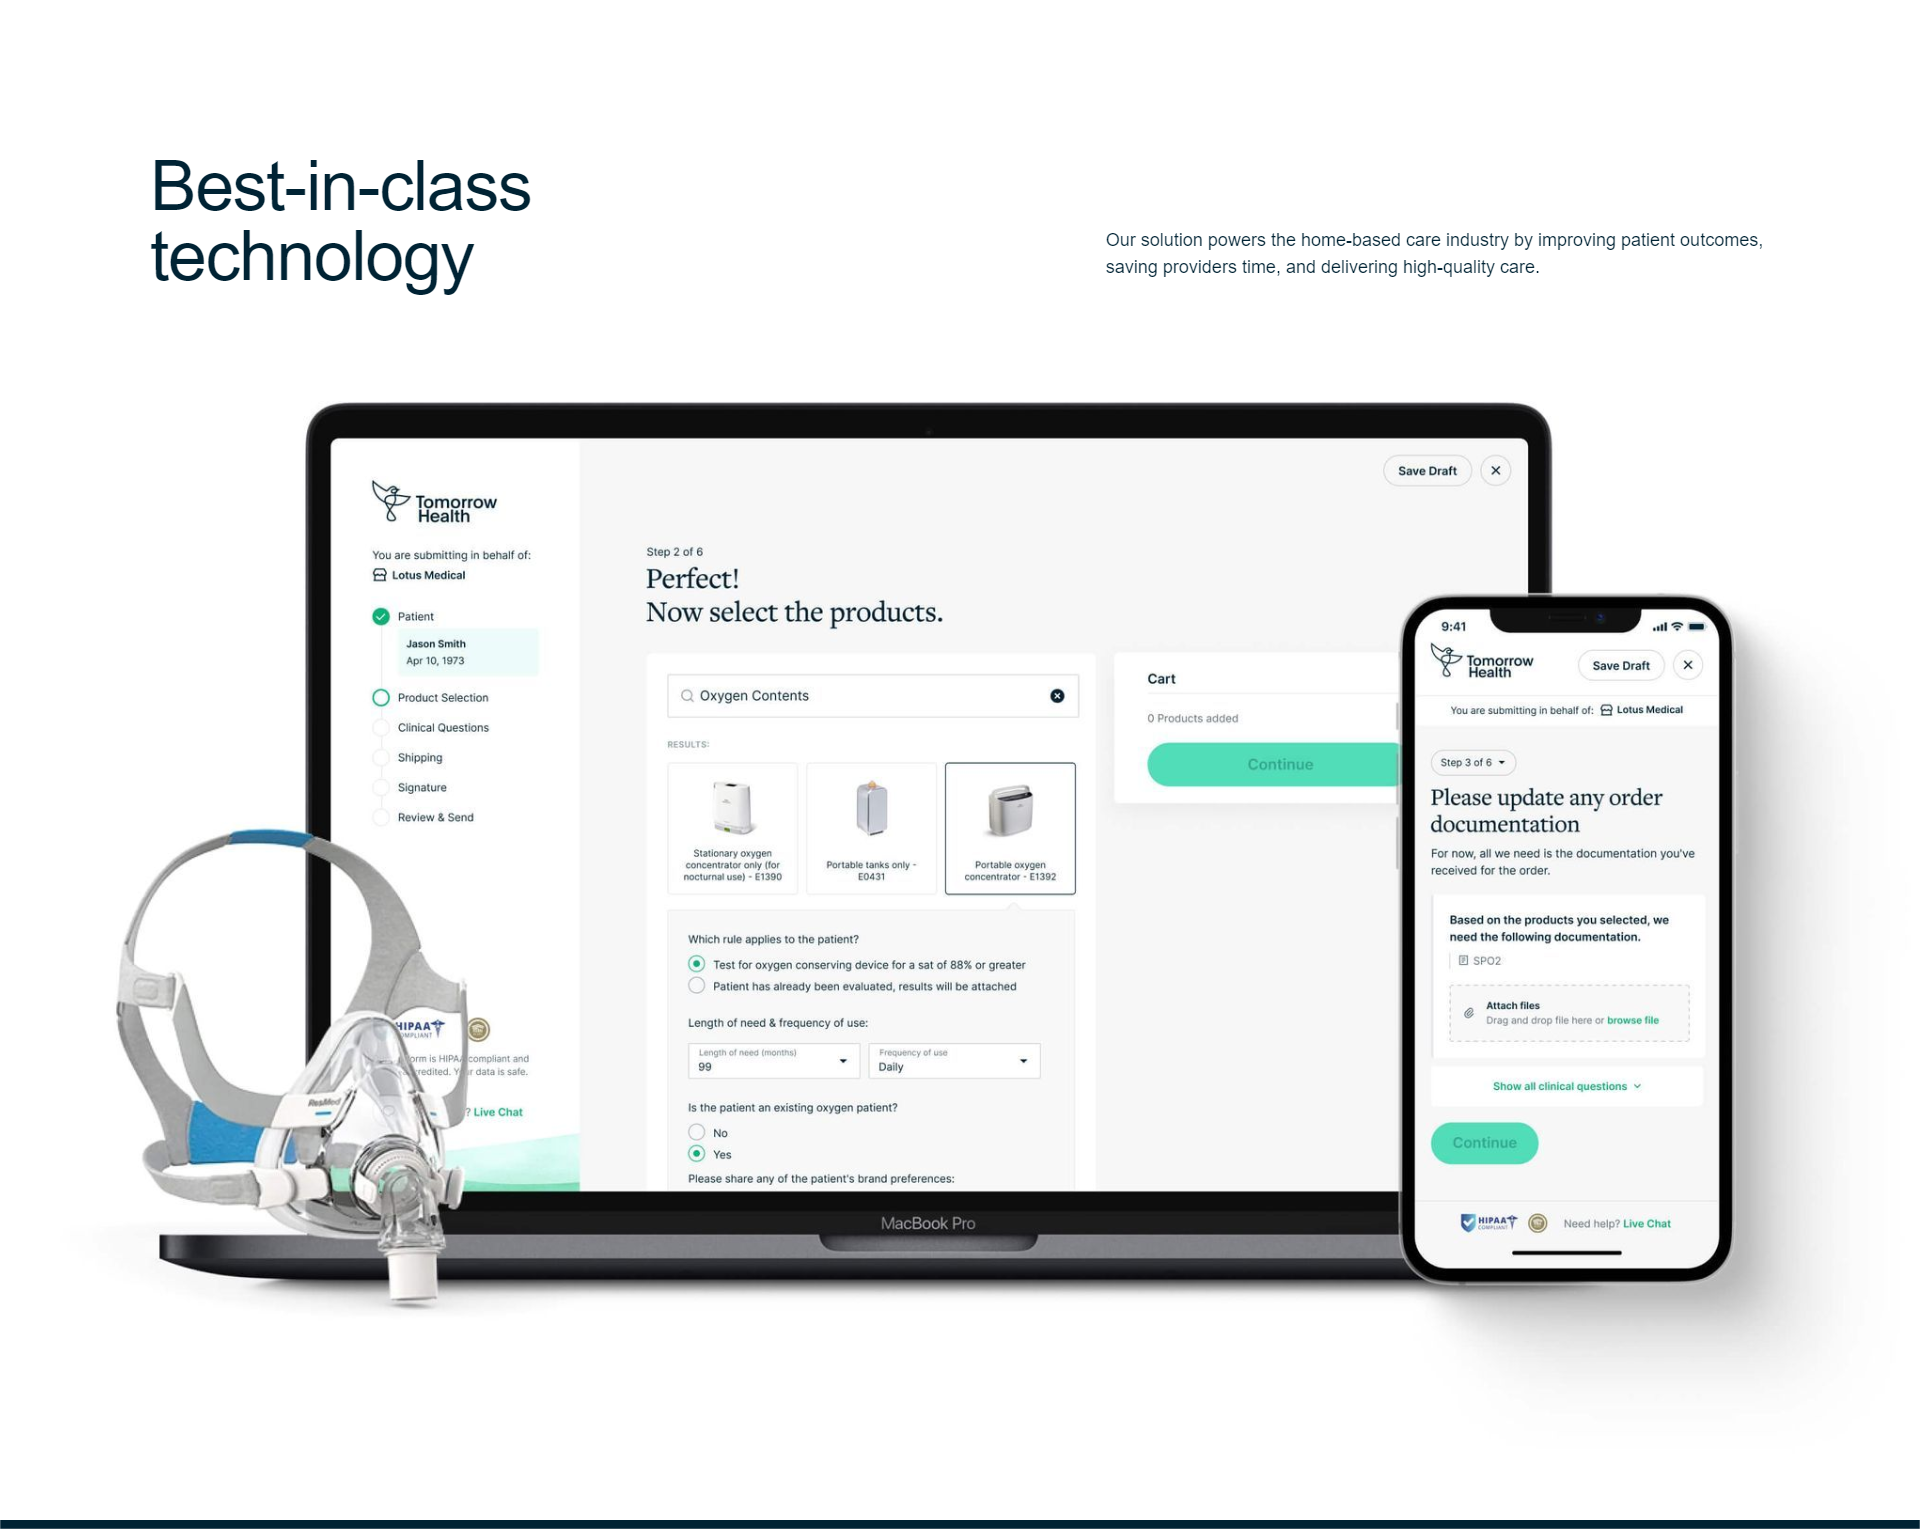 Best-in-class
technology
Our solution powers the home-based care industry by improving patient outcomes,
saving providers time, and delivering high-quality care.
Save Draft
Tomorrow
Health
You are submitting in behalf of:
Lotus Medical
Patient
Jason Smith
Apr 10, 1973
Product Selection
Clinical Questions
Shipping
Signature
Review & Send
HIPAA
COMPLIANT
orm is HIPAA compliant and
redited. Your data is safe.
? Live Chat
Step 2 of 6
Perfect!
Now select the products.
Oxygen Contents
RESULTS:
Stationary oxygen
concentrator only (for
nocturnal use) - E1390
Portable tanks only -
E0431
Portable oxygen
concentrator - E1392
Which rule applies to the patient?
Test for oxygen conserving device for a sat of 88% or greater
Patient has already been evaluated, results will be attached
Length of need & frequency of use:
Length of need (months)
99
Frequency of use
Daily
Is the patient an existing oxygen patient?
No
Yes
Please share any of the patient's brand preferences:
Cart
0 Products added
Continue
ResMed
MacBook Pro
9:41
Tomorrow
Health
Save Draft
You are submitting in behalf of: Lotus Medical
Step 3 of 6
Please update any order
documentation
For now, all we need is the documentation you've
received for the order.
Based on the products you selected, we
need the following documentation.
SPO2
Attach files
Drag and drop file here or browse file
Show all clinical questions
Continue
HIPAA
COMPLIANT
Need help? Live Chat